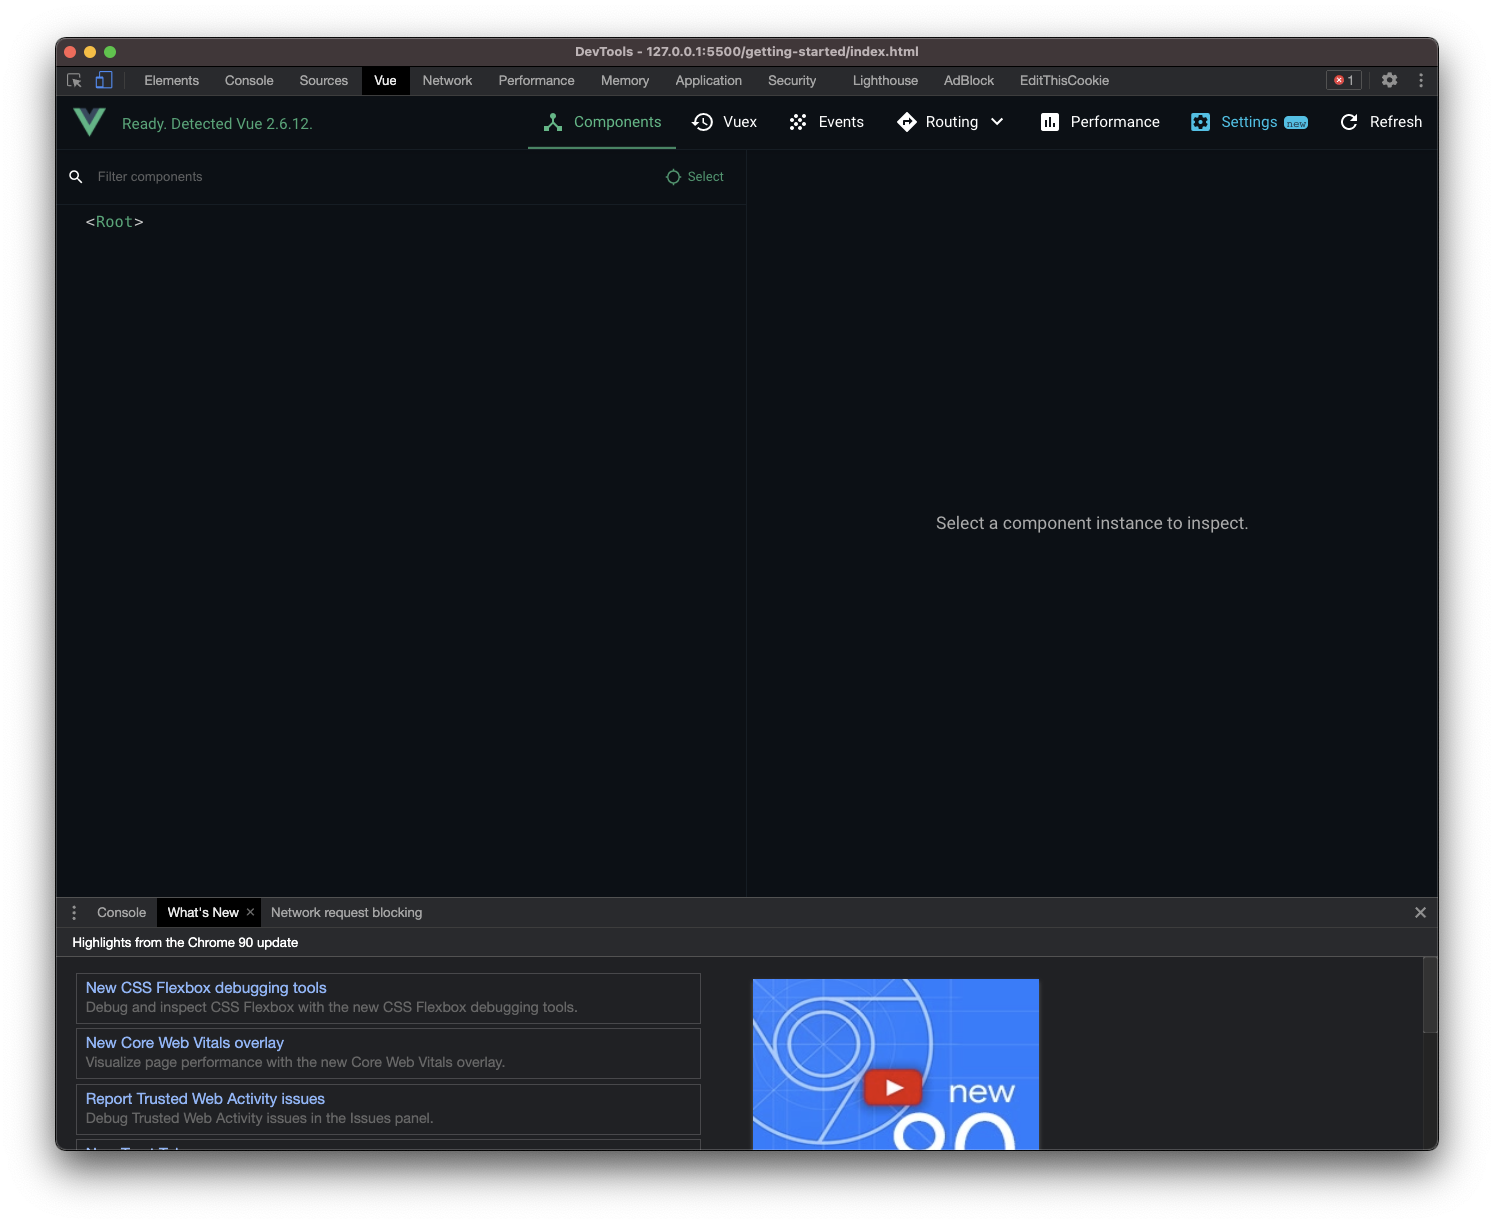 DevTools - 127.0.0.1:5500/getting-started/index.html
Elements Console Sources Vue Network Performance Memory Application Security Lighthouse AdBlock EditThisCookie 1
Ready. Detected Vue 2.6.12. Components Vuex Events Routing Performance Settings new Refresh
Filter components Select
<Root>
Select a component instance to inspect.
Console What's New Network request blocking
Highlights from the Chrome 90 update
New CSS Flexbox debugging tools
Debug and inspect CSS Flexbox with the new CSS Flexbox debugging tools.
New Core Web Vitals overlay
Visualize page performance with the new Core Web Vitals overlay.
Report Trusted Web Activity issues
Debug Trusted Web Activity issues in the Issues panel.
new
90